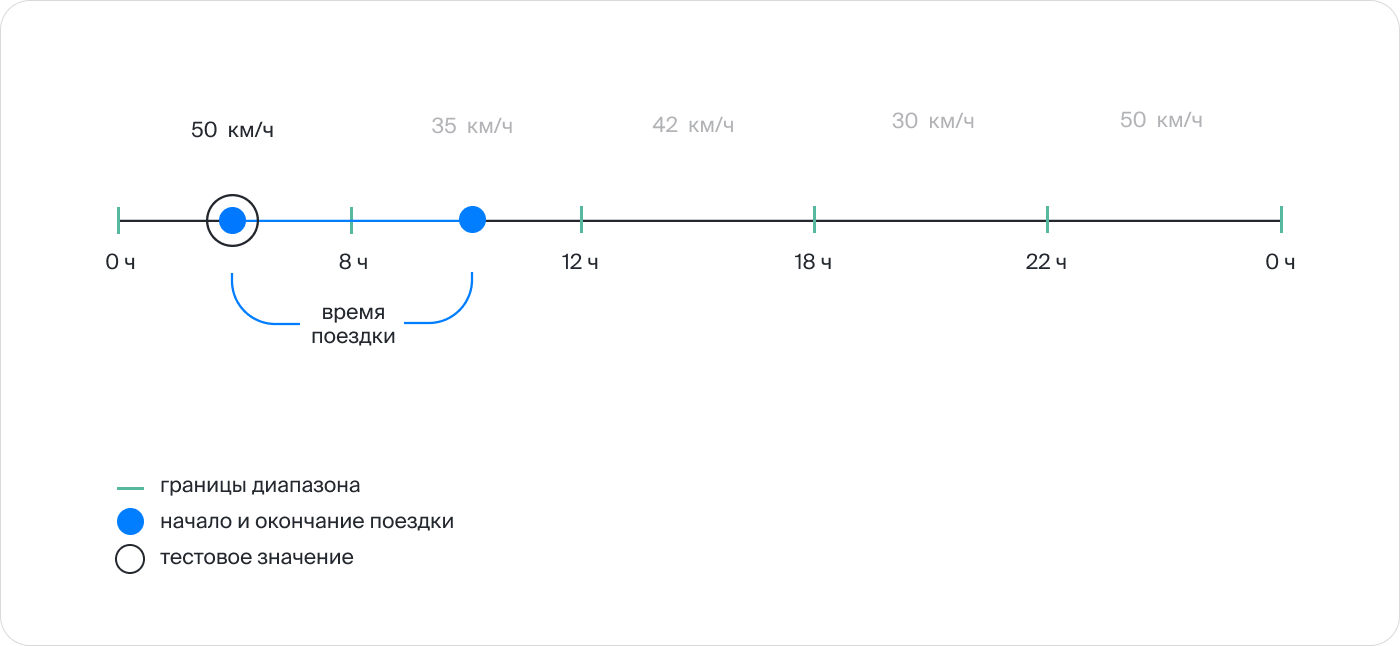 50 км/ч
35 км/ч
42 км/ч
30 км/ч
50 км/ч
0 ч
8 ч
12 ч
18 ч
22 ч
0 ч
время
поездки
границы диапазона
начало и окончание поездки
тестовое значение